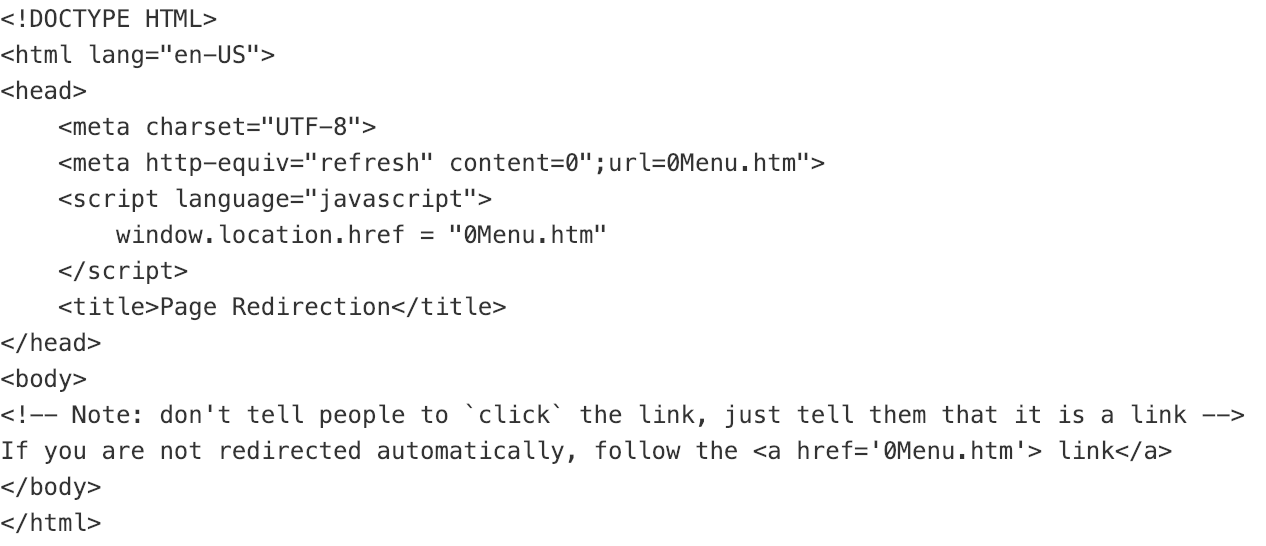 <!DOCTYPE HTML>
<html lang="en-US">
<head>
    <meta charset="UTF-8">
    <meta http-equiv="refresh" content=0";url=0Menu.htm">
    <script language="javascript">
        window.location.href = "0Menu.htm"
    </script>
    <title>Page Redirection</title>
</head>
<body>
<!-- Note: don't tell people to `click` the link, just tell them that it is a link -->
If you are not redirected automatically, follow the <a href='0Menu.htm'> link</a>
</body>
</html>